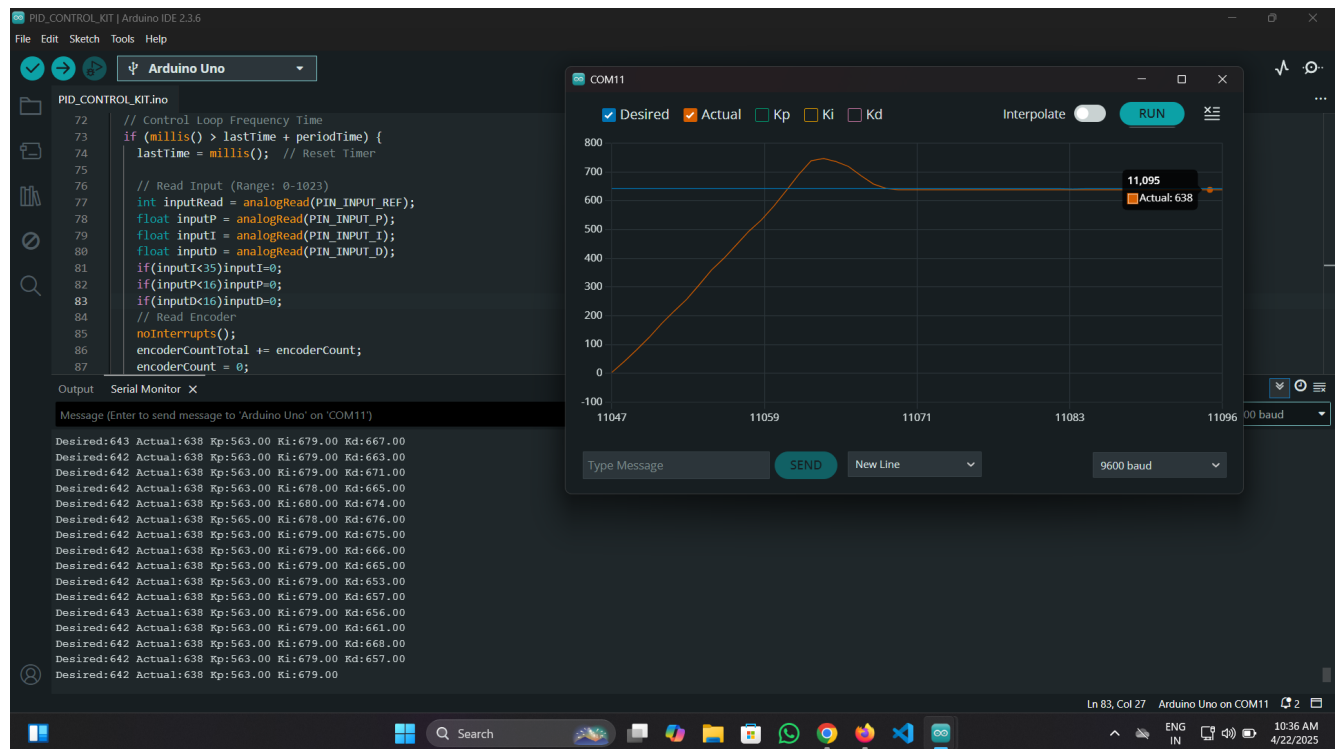 PID_CONTROL_KIT | Arduino IDE 2.3.6
File Edit Sketch Tools Help
Arduino Uno
PID_CONTROL_KIT.ino
72 // Control Loop Frequency Time
73 if (millis() > lastTime + periodTime) {
74 lastTime = millis(); // Reset Timer
75
76 // Read Input (Range: 0-1023)
77 int inputRead = analogRead(PIN_INPUT_REF);
78 float inputP = analogRead(PIN_INPUT_P);
79 float inputI = analogRead(PIN_INPUT_I);
80 float inputD = analogRead(PIN_INPUT_D);
81 if(inputI<35)inputI=0;
82 if(inputP<16)inputP=0;
83 if(inputD<16)inputD=0;
84 // Read Encoder
85 noInterrupts();
86 encoderCountTotal += encoderCount;
87 encoderCount = 0;
COM11
Desired Actual Kp Ki Kd Interpolate RUN
800
700
600
500
400
300
200
100
0
-100
11,095
Actual: 638
11047 11059 11071 11083 11096
Type Message SEND New Line 9600 baud
Output Serial Monitor X
Message (Enter to send message to 'Arduino Uno' on 'COM11')
00 baud
Desired:643 Actual:638 Kp:563.00 Ki:679.00 Kd:667.00
Desired:642 Actual:638 Kp:563.00 Ki:679.00 Kd:663.00
Desired:642 Actual:638 Kp:563.00 Ki:679.00 Kd:671.00
Desired:642 Actual:638 Kp:563.00 Ki:678.00 Kd:665.00
Desired:642 Actual:638 Kp:563.00 Ki:680.00 Kd:674.00
Desired:642 Actual:638 Kp:565.00 Ki:678.00 Kd:676.00
Desired:642 Actual:638 Kp:563.00 Ki:679.00 Kd:675.00
Desired:642 Actual:638 Kp:563.00 Ki:679.00 Kd:666.00
Desired:642 Actual:638 Kp:563.00 Ki:679.00 Kd:665.00
Desired:642 Actual:638 Kp:563.00 Ki:679.00 Kd:653.00
Desired:642 Actual:638 Kp:563.00 Ki:679.00 Kd:657.00
Desired:643 Actual:638 Kp:563.00 Ki:679.00 Kd:656.00
Desired:642 Actual:638 Kp:563.00 Ki:679.00 Kd:661.00
Desired:642 Actual:638 Kp:563.00 Ki:679.00 Kd:668.00
Desired:642 Actual:638 Kp:563.00 Ki:679.00 Kd:657.00
Desired:642 Actual:638 Kp:563.00 Ki:679.00
Ln 83, Col 27 Arduino Uno on COM11 2
Search
ENG
IN
10:36 AM
4/22/2025